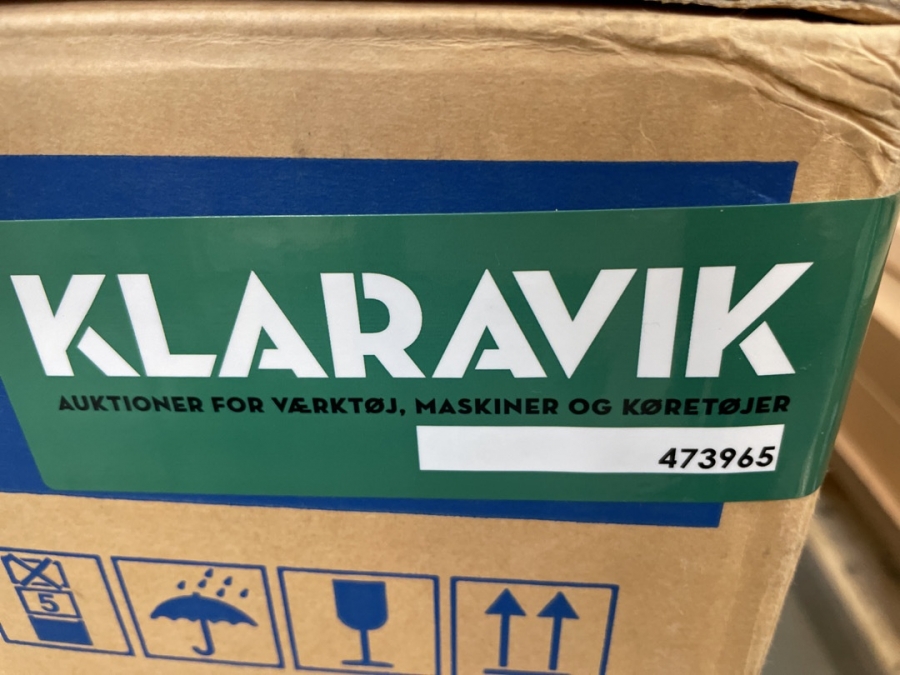 KLARAVIK
AUKTIONER FOR VÆRKTØJ, MASKINER OG KØRETØJER
473965
5